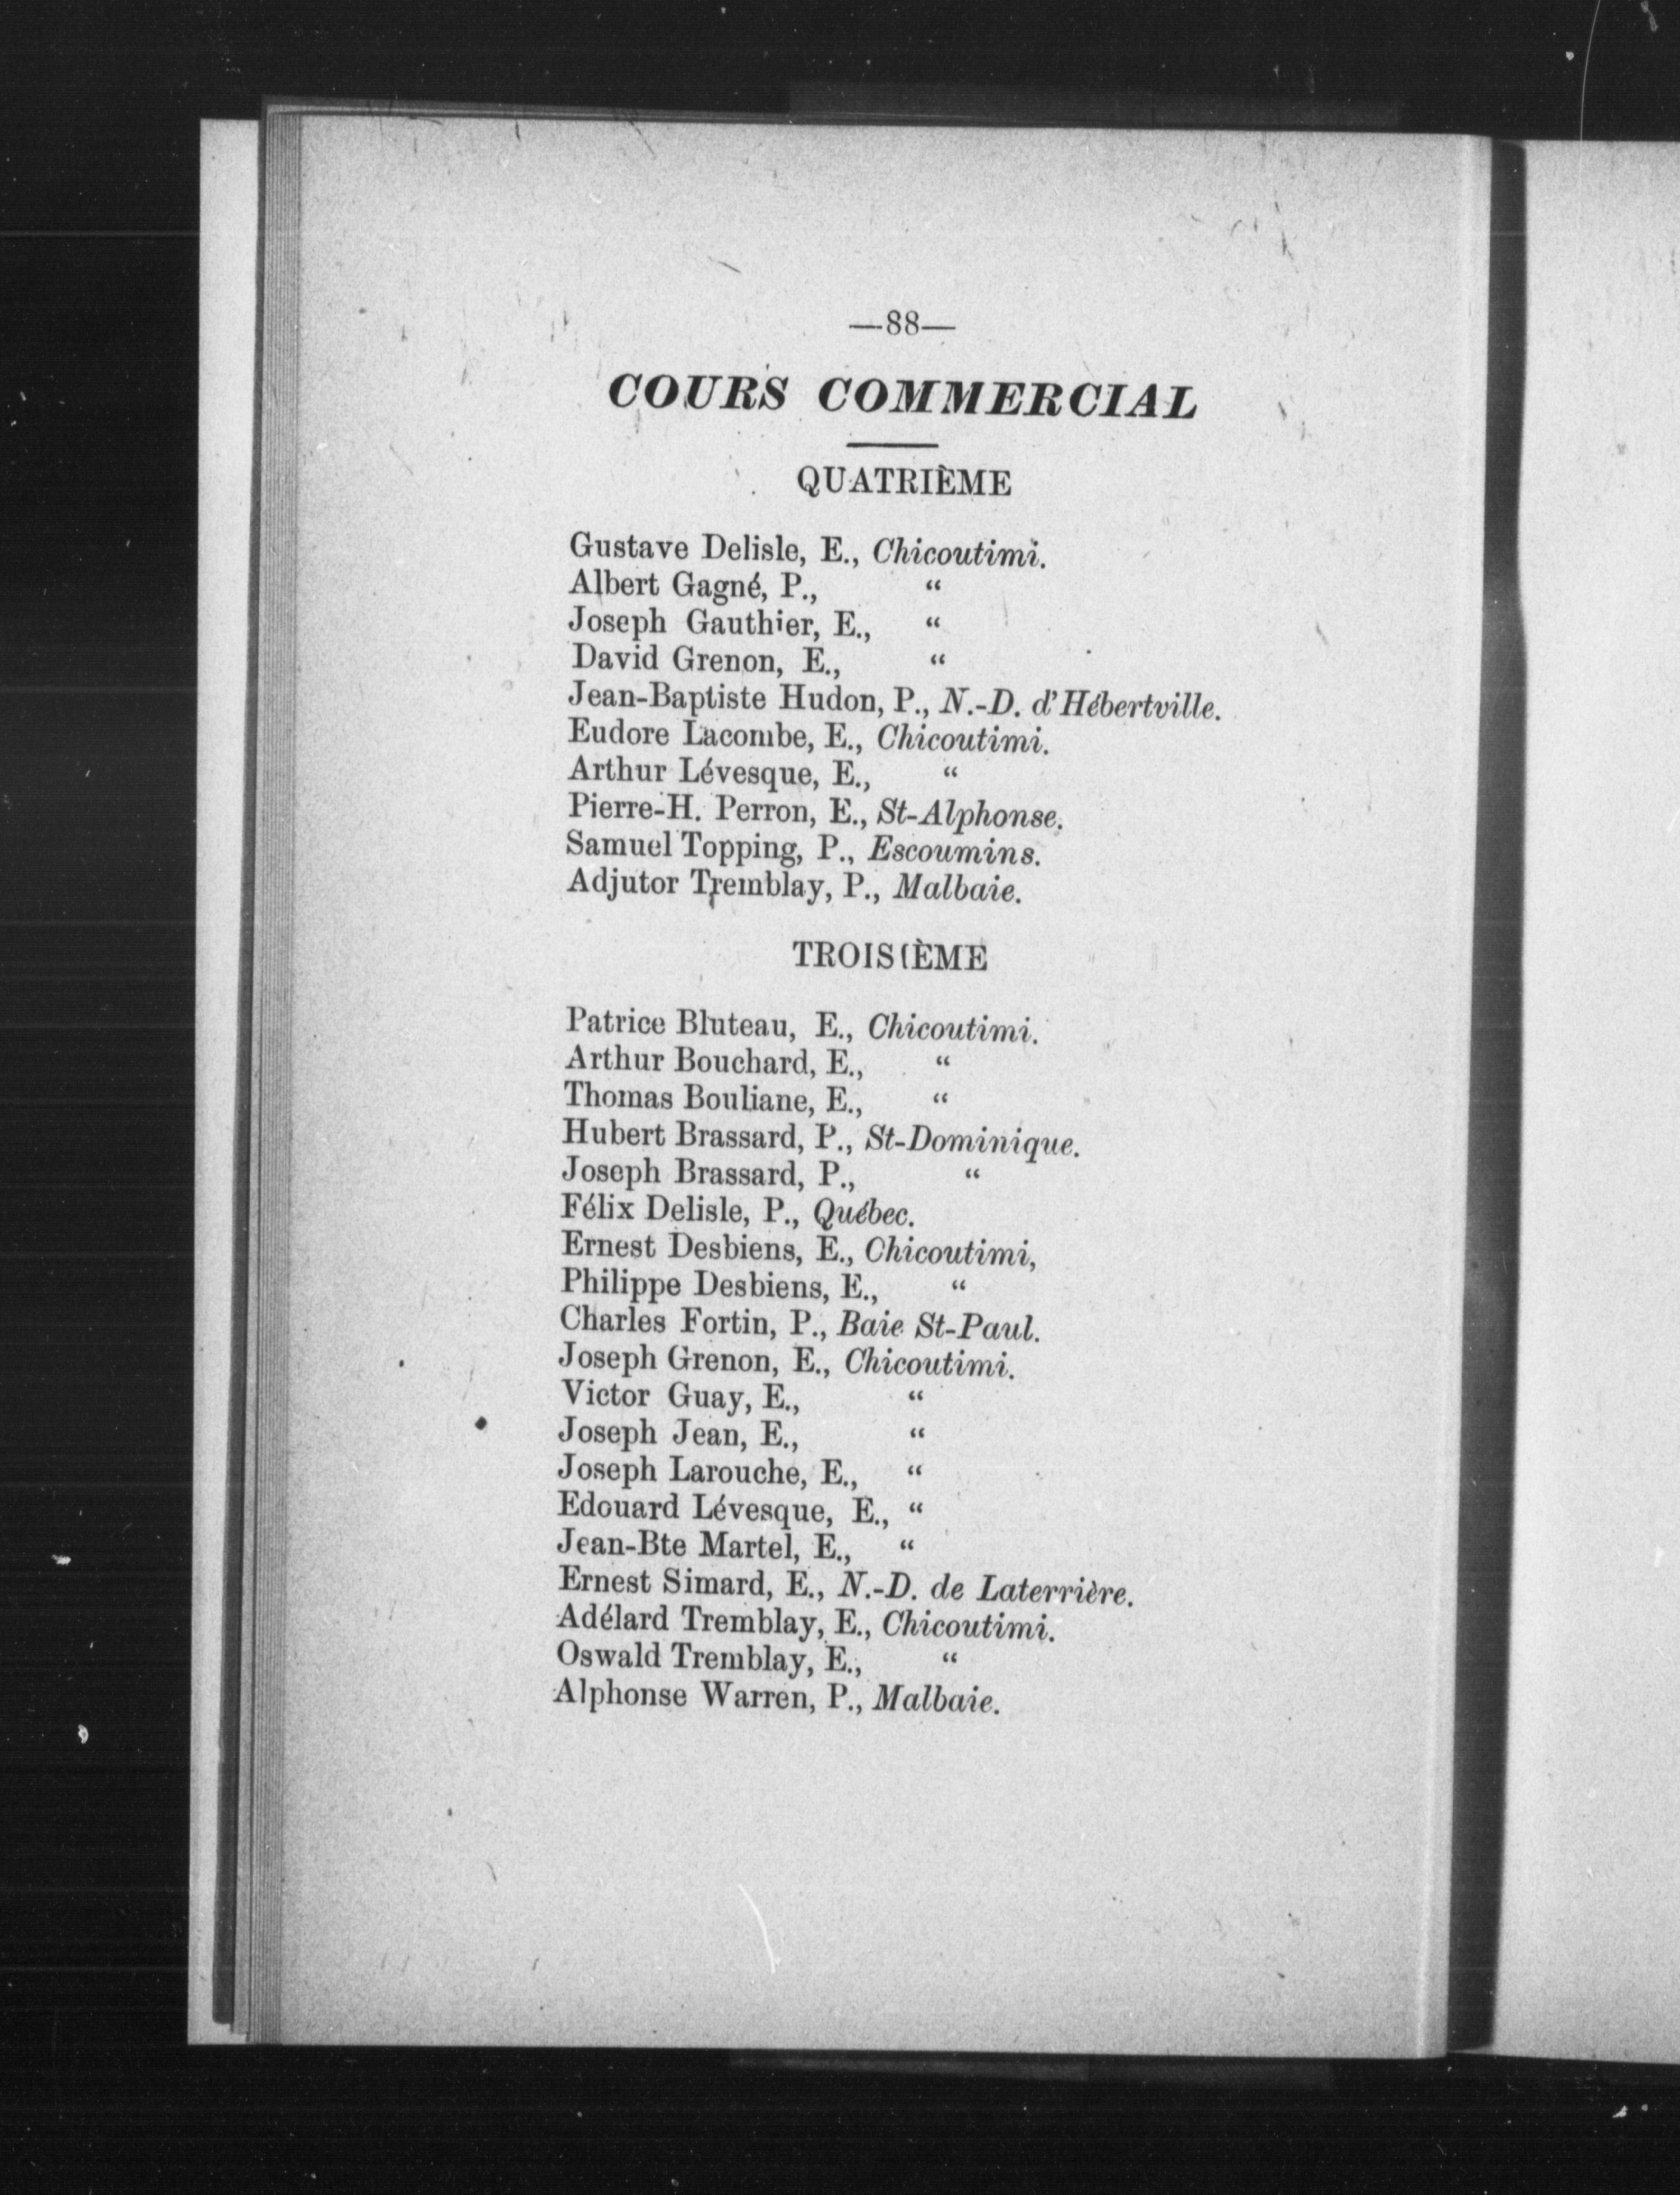 —88—
COURS COMMERCIAL
QUATRIÈME
Gustave Delisle, E., Chicoutimi.
Albert Gagné, P., “
Joseph Gauthier, E., “
David Grenon, E., “
Jean-Baptiste Hudon, P., N.-D. d'Hébertville.
Eudore Lacombe, E., Chicoutimi.
Arthur Lévesque, E., “
Pierre-H. Perron, E., St-Alphonse.
Samuel Topping, P., Escoumins.
Adjutor Tremblay, P., Malbaie.
TROISIÈME
Patrice Bluteau, E., Chicoutimi.
Arthur Bouchard, E., “
Thomas Bouliane, E., “
Hubert Brassard, P., St-Dominique.
Joseph Brassard, P., “
Félix Delisle, P., Québec.
Ernest Desbiens, E., Chicoutimi,
Philippe Desbiens, E., “
Charles Fortin, P., Baie St-Paul.
Joseph Grenon, E., Chicoutimi.
Victor Guay, E., “
Joseph Jean, E., “
Joseph Larouche, E., “
Edouard Lévesque, E., “
Jean-Bte Martel, E., “
Ernest Simard, E., N.-D. de Laterrière.
Adélard Tremblay, E., Chicoutimi.
Oswald Tremblay, E., “
Alphonse Warren, P., Malbaie.